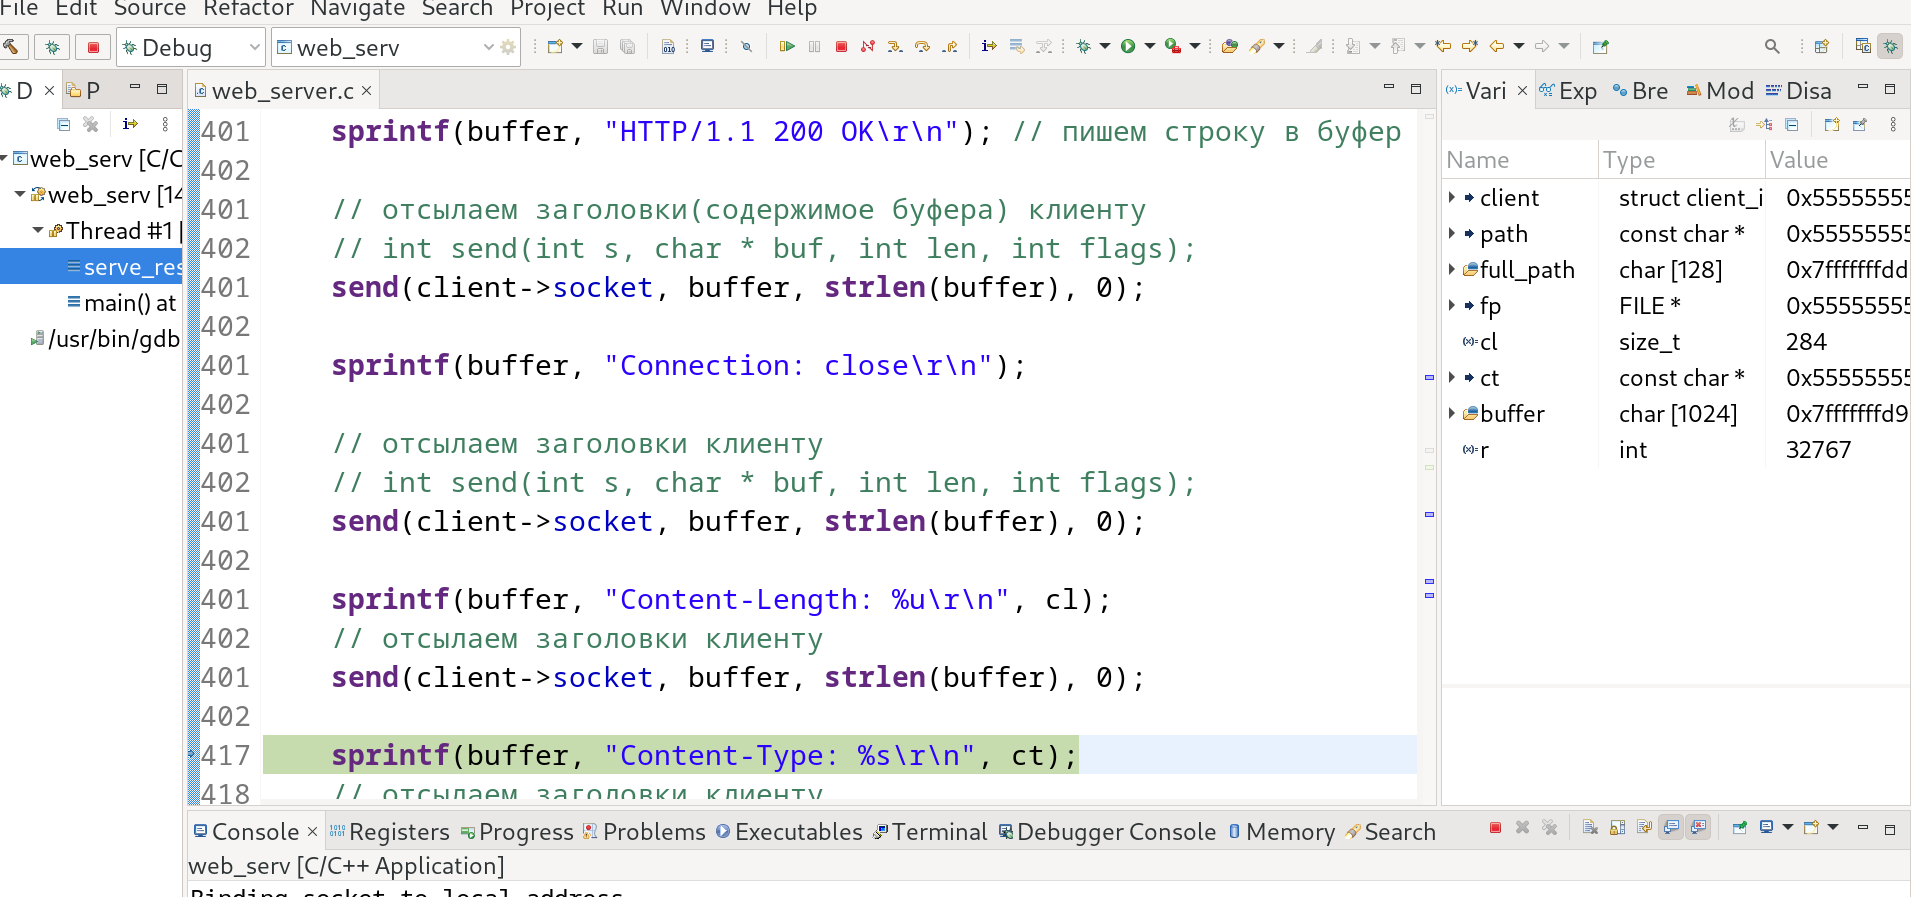 File Edit Source Refactor Navigate Search Project Run Window Help
Debug web_serv
D P
web_server.c
Vari Exp Bre Mod Disa
web_serv [C/C
web_serv [14
Thread #1
serve_res
main() at
/usr/bin/gdb
401 sprintf(buffer, "HTTP/1.1 200 OK\r\n"); // пишем строку в буфер
402
401 // отсылаем заголовки(содержимое буфера) клиенту
402 // int send(int s, char * buf, int len, int flags);
401 send(client->socket, buffer, strlen(buffer), 0);
402
401 sprintf(buffer, "Connection: close\r\n");
402
401 // отсылаем заголовки клиенту
402 // int send(int s, char * buf, int len, int flags);
401 send(client->socket, buffer, strlen(buffer), 0);
402
401 sprintf(buffer, "Content-Length: %u\r\n", cl);
402 // отсылаем заголовки клиенту
401 send(client->socket, buffer, strlen(buffer), 0);
402
417 sprintf(buffer, "Content-Type: %s\r\n", ct);
418 // отсылаем заголовки клиенту
Name Type Value
client struct client_i 0x55555555
path const char * 0x55555555
full_path char [128] 0x7fffffffdd
fp FILE * 0x55555555
cl size_t 284
ct const char * 0x55555555
buffer char [1024] 0x7fffffffd9
r int 32767
Console Registers Progress Problems Executables Terminal Debugger Console Memory Search
web_serv [C/C++ Application]
Binding socket to local address